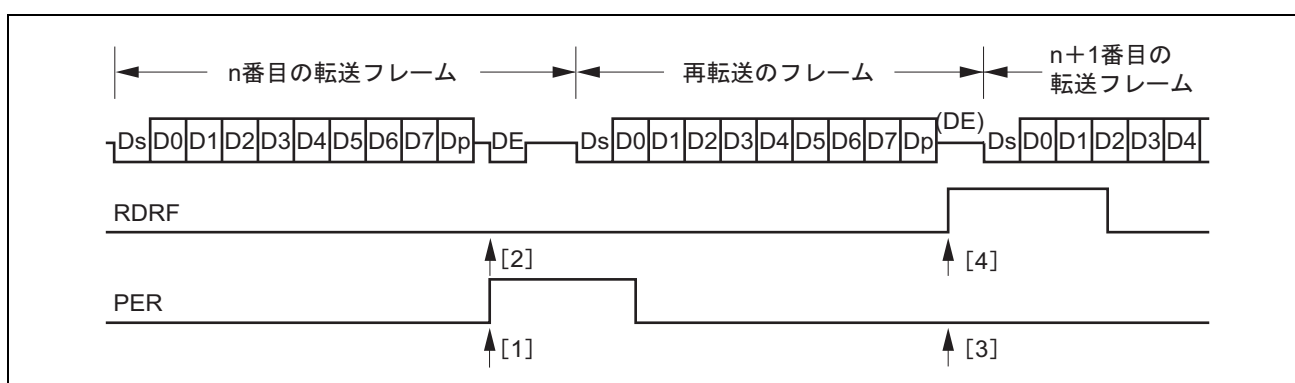 n番目の転送フレーム
再転送のフレーム
n+1番目の
転送フレーム
Ds D0 D1 D2 D3 D4 D5 D6 D7 Dp DE Ds D0 D1 D2 D3 D4 D5 D6 D7 Dp (DE) Ds D0 D1 D2 D3 D4
RDRF
[2] [4]
PER
[1] [3]